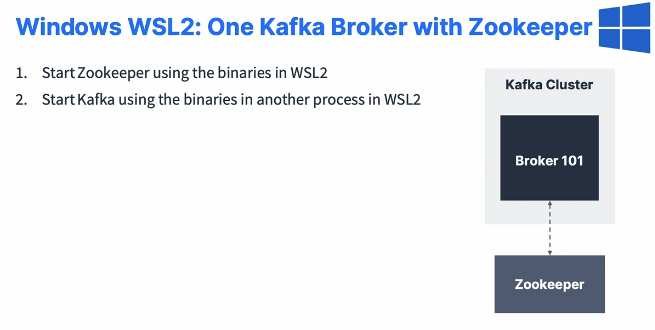 Windows WSL2: One Kafka Broker with Zookeeper
1. Start Zookeeper using the binaries in WSL2
2. Start Kafka using the binaries in another process in WSL2
Kafka Cluster
Broker 101
Zookeeper